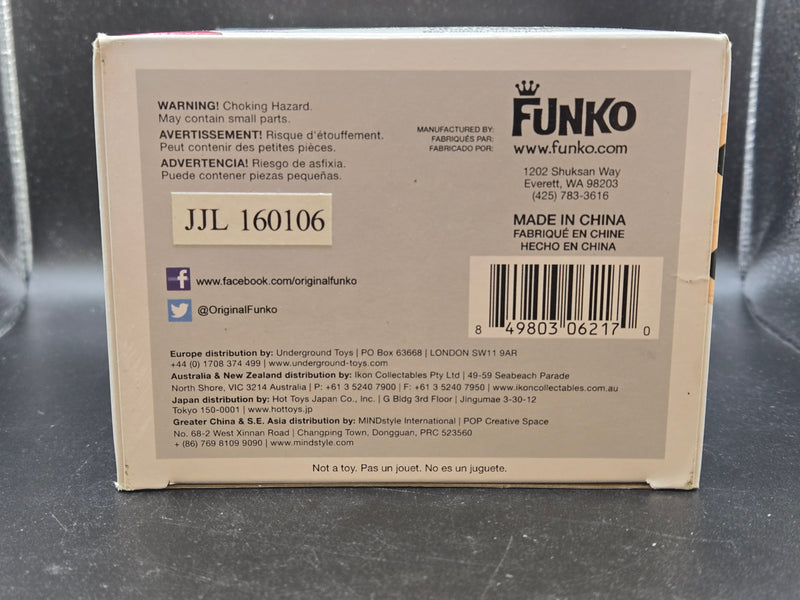 WARNING! Choking Hazard.
May contain small parts.
AVERTISSEMENT! Risque d'étouffement.
Peut contenir des petites pièces.
ADVERTENCIA! Riesgo de asfixia.
Puede contener piezas pequeñas.
JJL 160106
www.facebook.com/originalfunko
@OriginalFunko
MANUFACTURED BY:
FABRIQUÉS PAR:
FABRICADO POR:
FUNKO
www.funko.com
1202 Shuksan Way
Everett, WA 98203
(425) 783-3616
MADE IN CHINA
FABRIQUÉ EN CHINE
HECHO EN CHINA
8 49803 06217 0
Europe distribution by: Underground Toys | PO Box 63668 | LONDON SW11 9AR
+44 (0) 1708 374 499 | www.underground-toys.com
Australia & New Zealand distribution by: Ikon Collectables Pty Ltd | 49-59 Seabeach Parade
North Shore, VIC 3214 Australia | P: +61 3 5240 7900 | F: +61 3 5240 7950 | www.ikoncollectables.com.au
Japan distribution by: Hot Toys Japan Co., Inc. | G Bldg 3rd Floor | Jingumae 3-30-12
Tokyo 150-0001 | www.hottoys.jp
Greater China & S.E. Asia distribution by: MINDstyle International | POP Creative Space
No. 68-2 West Xinnan Road | Changping Town, Dongguan, PRC 523560
+ (86) 769 8109 9090 | www.mindstyle.com
Not a toy. Pas un jouet. No es un juguete.